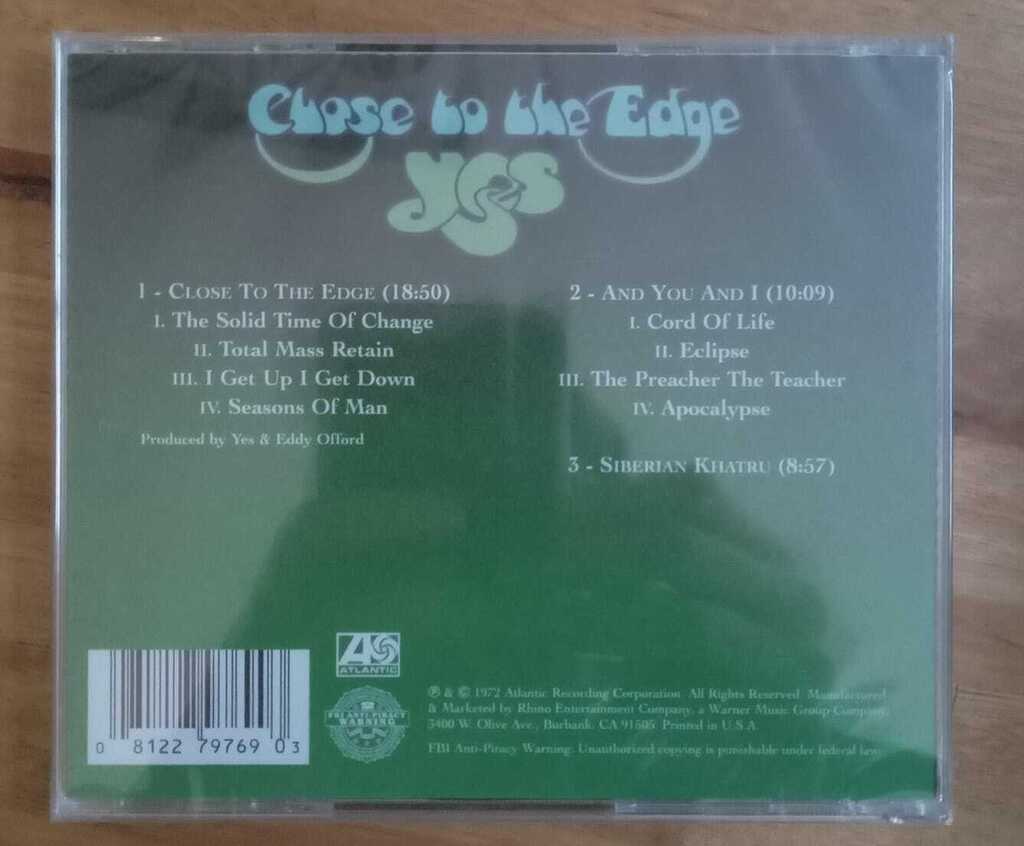 Close to the Edge
Yes
1 - Close To The Edge (18:50)
I. The Solid Time Of Change
II. Total Mass Retain
III. I Get Up I Get Down
IV. Seasons Of Man
Produced by Yes & Eddy Offord
2 - And You And I (10:09)
I. Cord Of Life
II. Eclipse
III. The Preacher The Teacher
IV. Apocalypse
3 - Siberian Khatru (8:57)
0 81227 97690 3
ATLANTIC
FBI ANTI-PIRACY
WARNING
℗ & © 1972 Atlantic Recording Corporation. All Rights Reserved. Manufactured
& Marketed by Rhino Entertainment Company, a Warner Music Group Company,
3400 W. Olive Ave., Burbank, CA 91505. Printed in U.S.A.
FBI Anti-Piracy Warning: Unauthorized copying is punishable under federal law.